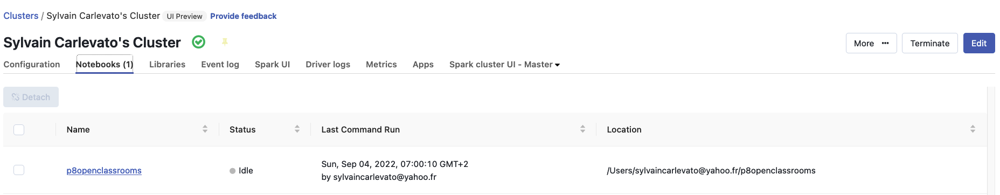 Clusters / Sylvain Carlevato's Cluster UI Preview Provide feedback
Sylvain Carlevato's Cluster
More ••• Terminate Edit
Configuration Notebooks (1) Libraries Event log Spark UI Driver logs Metrics Apps Spark cluster UI - Master
Detach
Name Status Last Command Run Location
p8openclassrooms Idle Sun, Sep 04, 2022, 07:00:10 GMT+2
by sylvaincarlevato@yahoo.fr
/Users/sylvaincarlevato@yahoo.fr/p8openclassrooms